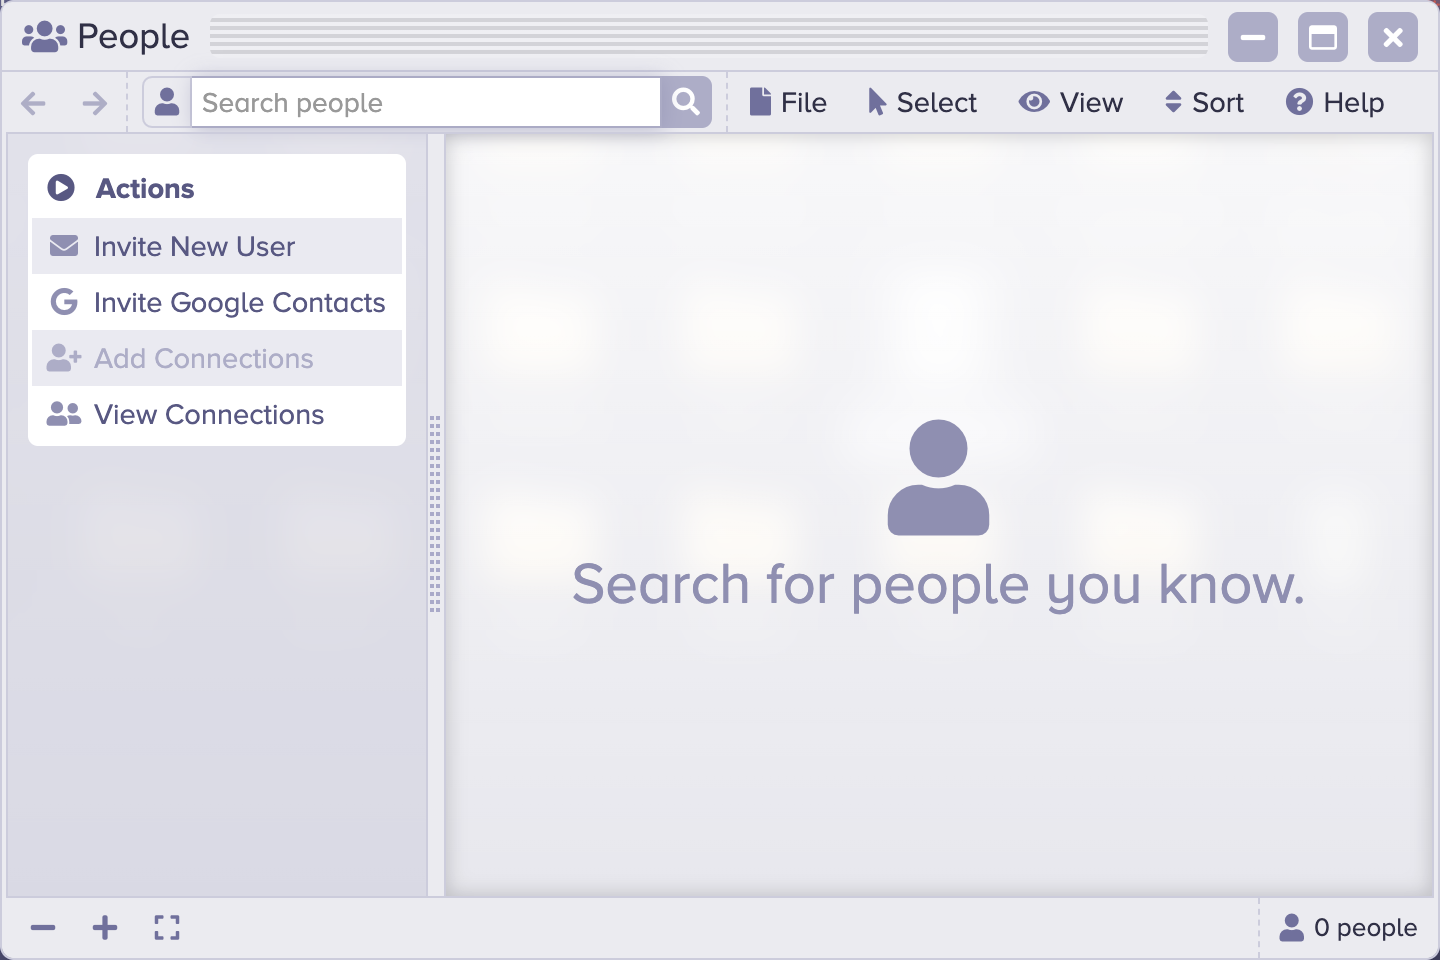 People
Search people
File
Select
View
Sort
Help
Actions
Invite New User
Invite Google Contacts
Add Connections
View Connections
Search for people you know.
0 people